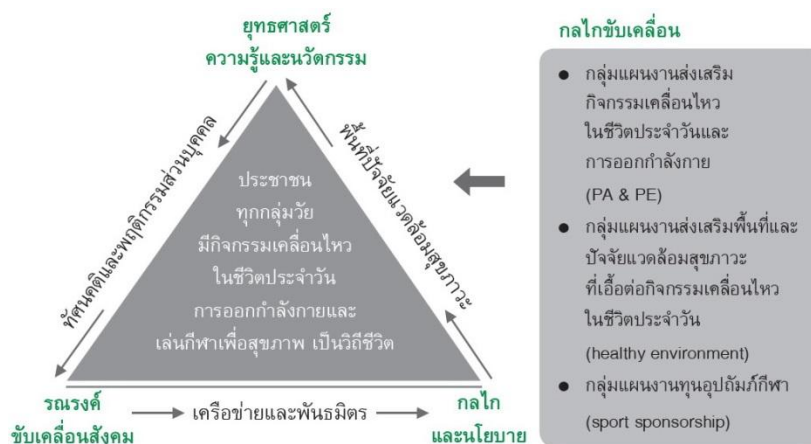 ยุทธศาสตร์
ความรู้และนวัตกรรม
ทัศนคติและพฤติกรรมส่วนบุคคล
พื้นที่ปัจจัยแวดล้อมสุขภาวะ
ประชาชน
ทุกกลุ่มวัย
มีกิจกรรมเคลื่อนไหว
ในชีวิตประจำวัน
การออกกำลังกายและ
เล่นกีฬาเพื่อสุขภาพ เป็นวิถีชีวิต
รณรงค์
ขับเคลื่อนสังคม
เครือข่ายและพันธมิตร
กลไก
และนโยบาย
กลไกขับเคลื่อน
● กลุ่มแผนงานส่งเสริม
กิจกรรมเคลื่อนไหว
ในชีวิตประจำวันและ
การออกกำลังกาย
(PA & PE)
● กลุ่มแผนงานส่งเสริมพื้นที่และ
ปัจจัยแวดล้อมสุขภาวะ
ที่เอื้อต่อกิจกรรมเคลื่อนไหว
ในชีวิตประจำวัน
(healthy environment)
● กลุ่มแผนงานทุนอุปถัมภ์กีฬา
(sport sponsorship)